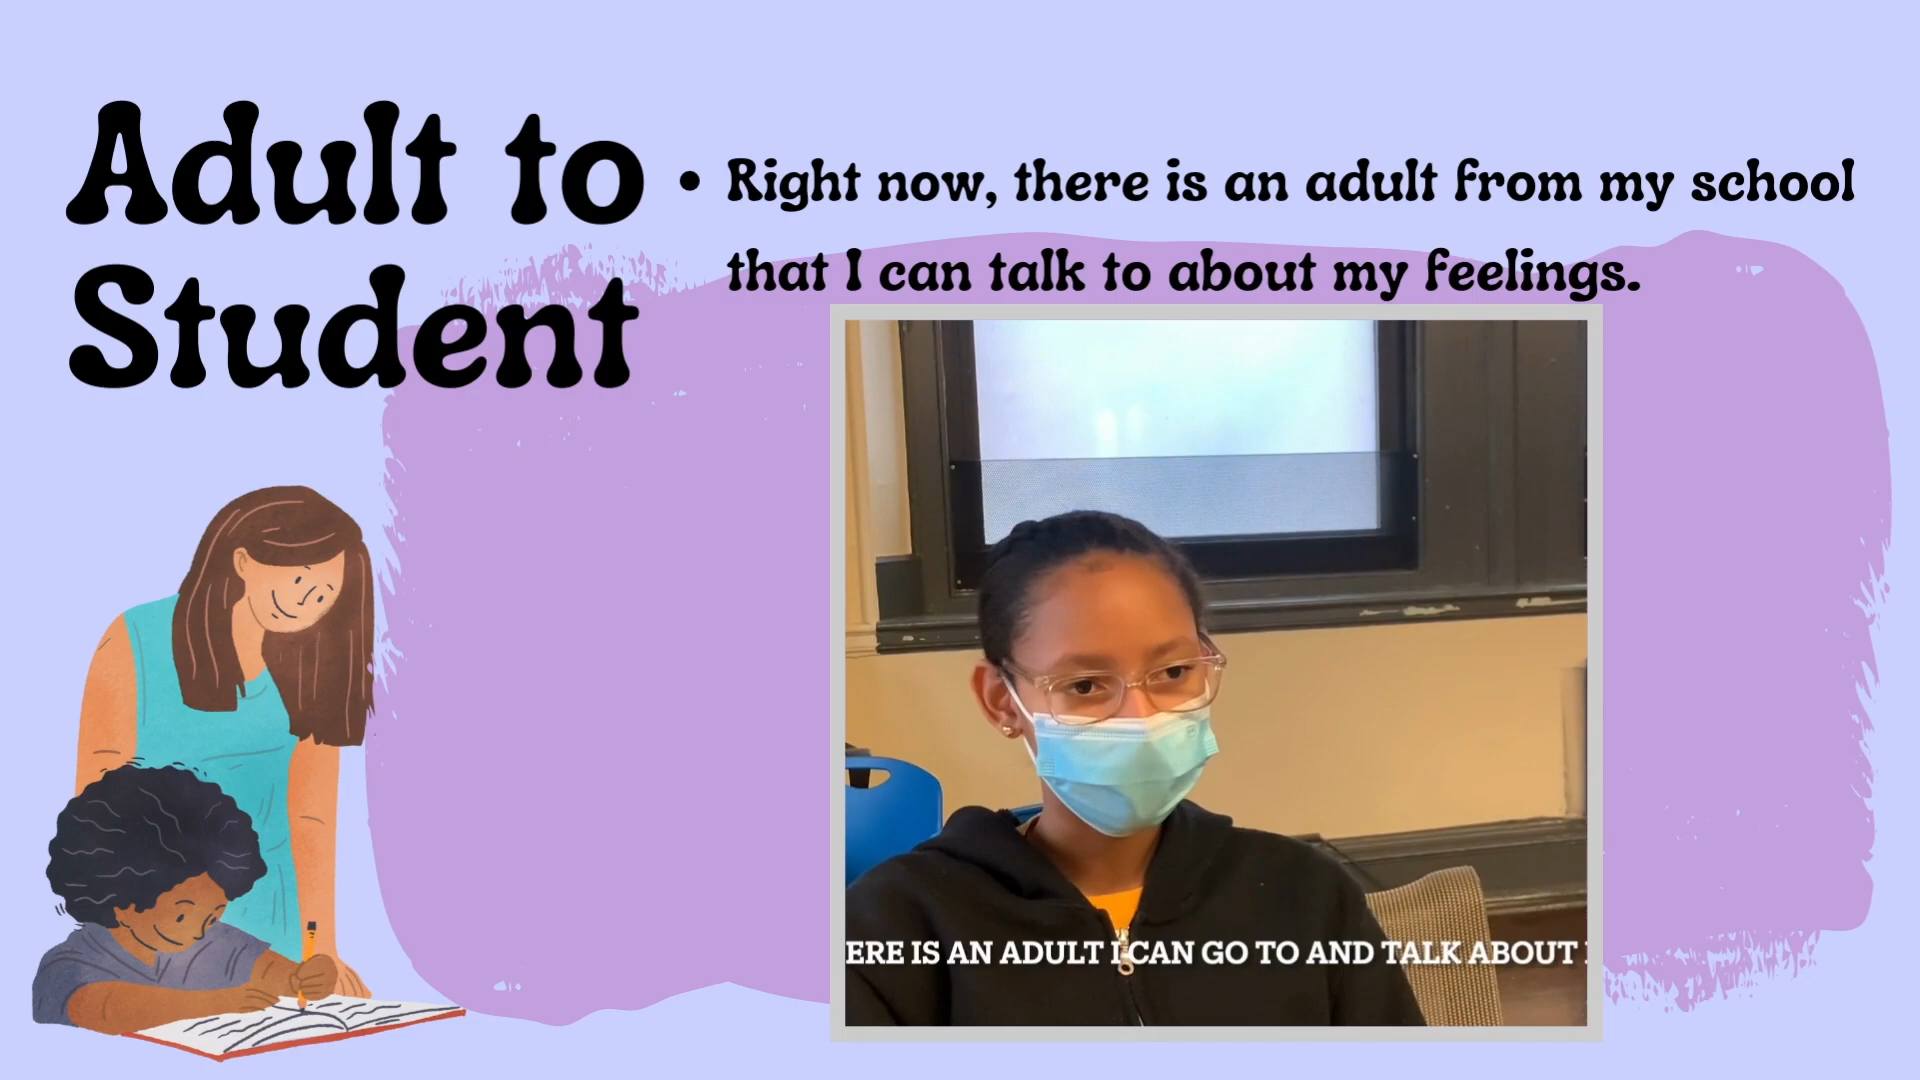 Adult to
Student
• Right now, there is an adult from my school
that I can talk to about my feelings.
ERE IS AN ADULT I CAN GO TO AND TALK ABOUT